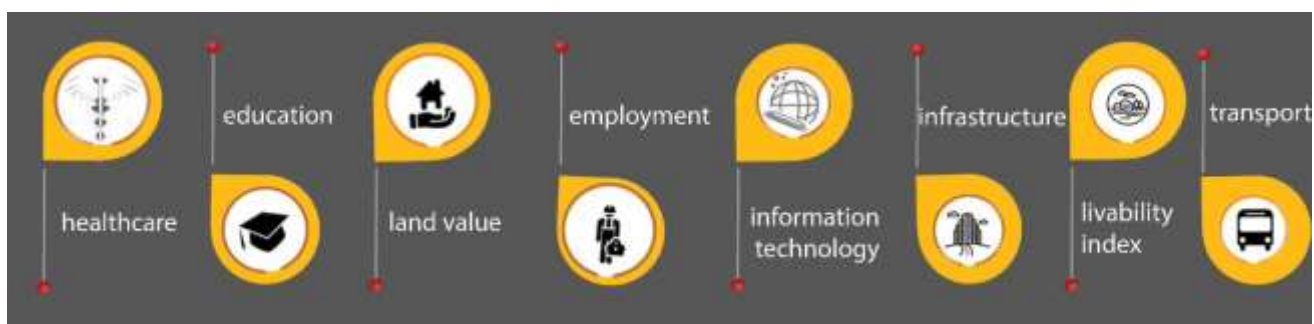 healthcare
education
land value
employment
information
technology
infrastructure
livability
index
transport